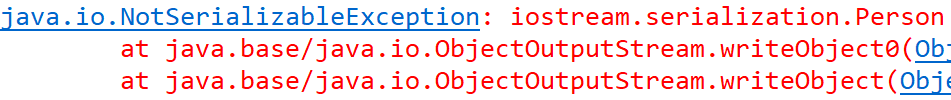 java.io.NotSerializableException: iostream.serialization.Person
at java.base/java.io.ObjectOutputStream.writeObject0(Obj
at java.base/java.io.ObjectOutputStream.writeObject(Obje